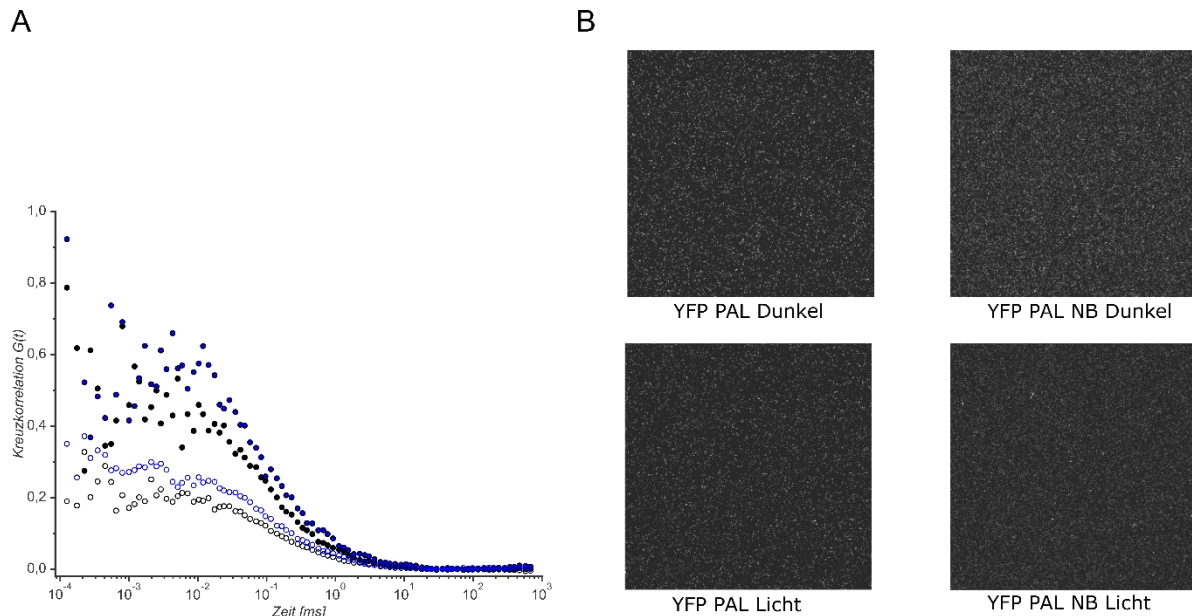 A
B
1,0
0,8
0,6
0,4
0,2
0,0
Kreuzkorrelation G(t)
10-4
10-3
10-2
10-1
100
101
102
103
Zeit [ms]
YFP PAL Dunkel
YFP PAL NB Dunkel
YFP PAL Licht
YFP PAL NB Licht